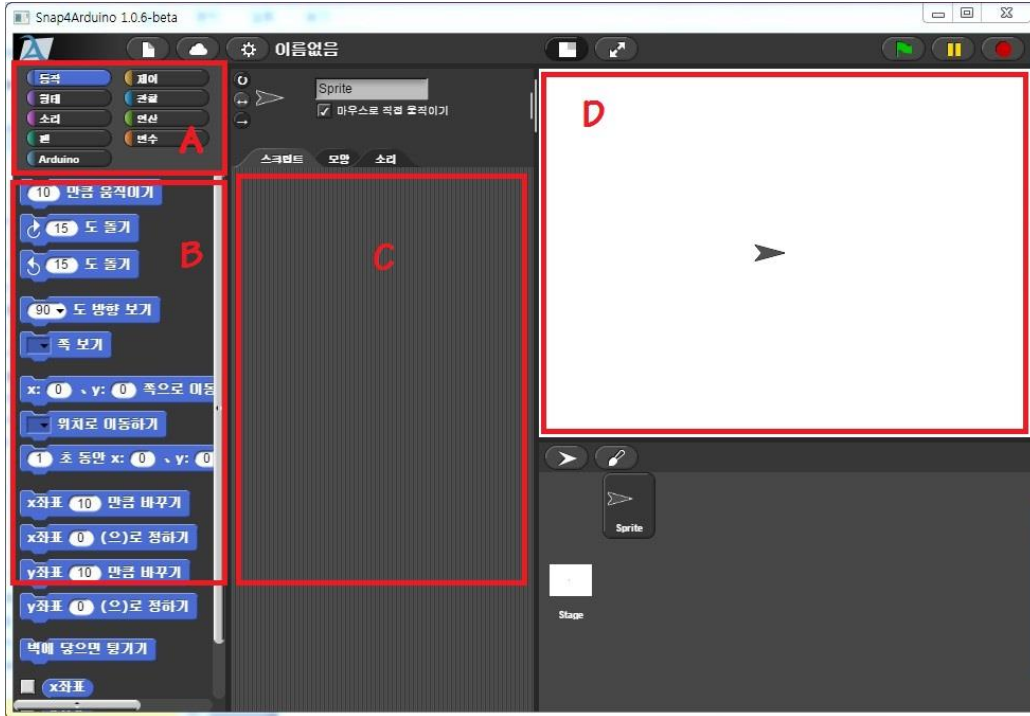 Snap4Arduino 1.0.6-beta
이름없음
동작
제어
형태
관찰
소리
연산
펜
변수
Arduino
A
Sprite
마우스로 직접 움직이기
스크립트 모양 소리
10 만큼 움직이기
15 도 돌기
15 도 돌기
B
90 도 방향 보기
쪽 보기
x: 0 、 y: 0 쪽으로 이동
위치로 이동하기
1 초 동안 x: 0 、 y: 0
x좌표 10 만큼 바꾸기
x좌표 0 (으)로 정하기
y좌표 10 만큼 바꾸기
y좌표 0 (으)로 정하기
벽에 닿으면 튕기기
x좌표
C
D
Sprite
Stage